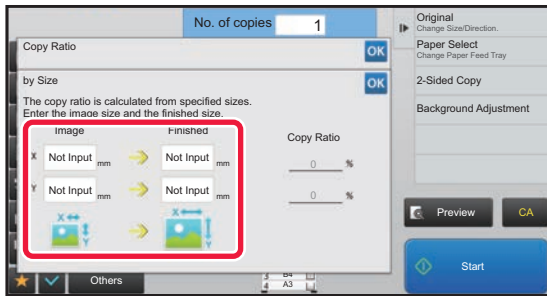 No. of copies 1
Original
Change Size/Direction.
Copy Ratio OK
Paper Select
Change Paper Feed Tray
by Size OK
2-Sided Copy
The copy ratio is calculated from specified sizes.
Enter the image size and the finished size.
Background Adjustment
Image Finished
Copy Ratio
X Not Input mm Not Input mm 0 %
Y Not Input mm Not Input mm 0 %
X X
Y Y
Preview CA
Start
Others
3 B4
4 A3